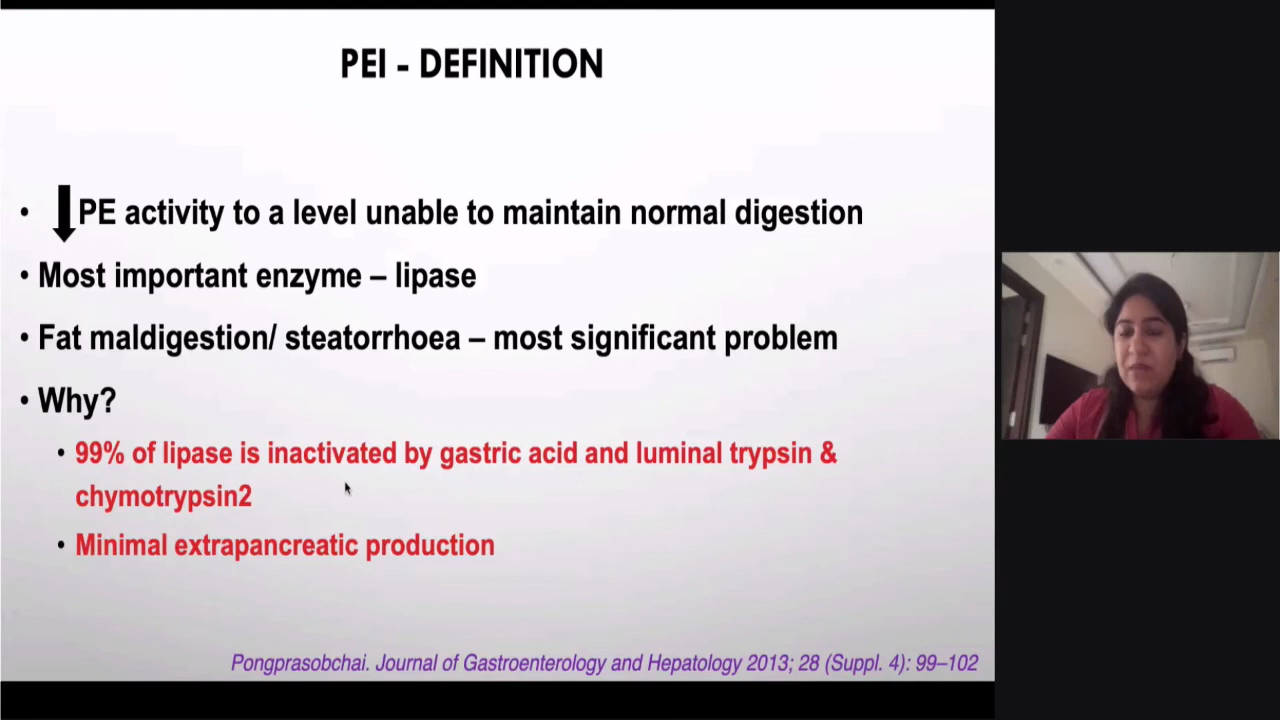 PEI - DEFINITION
• PE activity to a level unable to maintain normal digestion
• Most important enzyme – lipase
• Fat maldigestion/ steatorrhoea – most significant problem
• Why?
• 99% of lipase is inactivated by gastric acid and luminal trypsin &
chymotrypsin2
• Minimal extrapancreatic production
Pongprasobchai. Journal of Gastroenterology and Hepatology 2013; 28 (Suppl. 4): 99–102